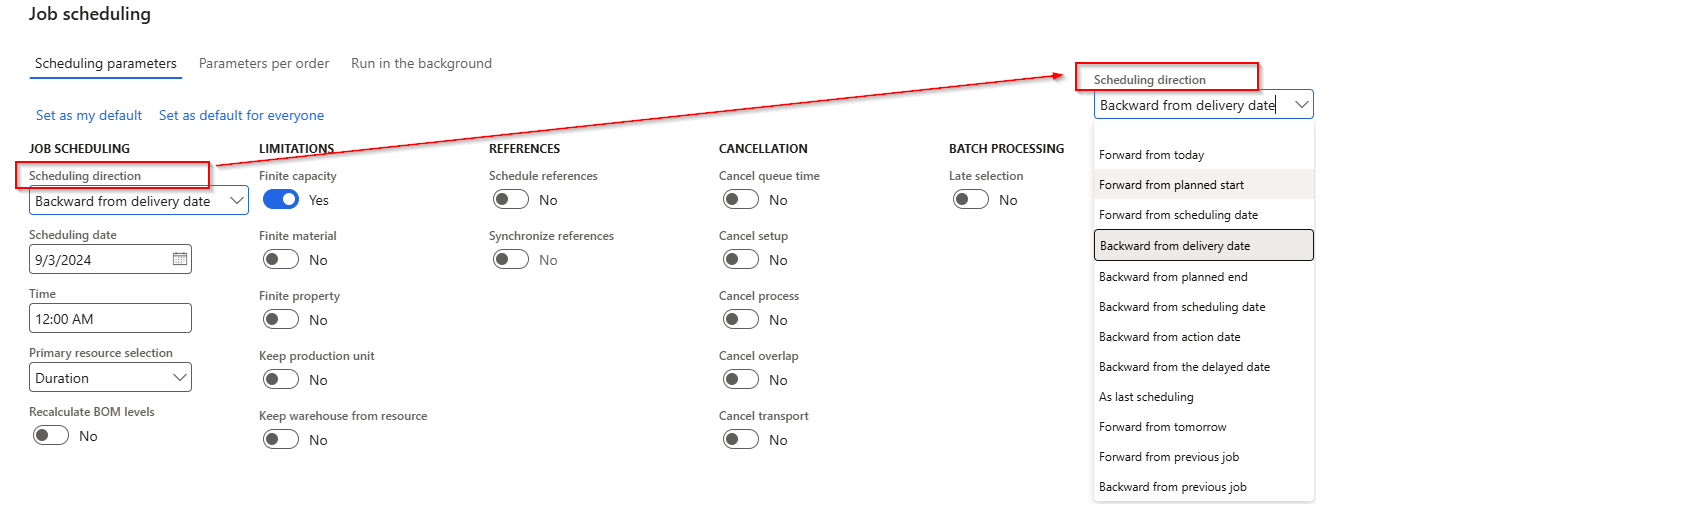 Job scheduling
Scheduling parameters
Parameters per order
Run in the background
Set as my default
Set as default for everyone
JOB SCHEDULING
Scheduling direction
Backward from delivery date
Scheduling date
9/3/2024
Time
12:00 AM
Primary resource selection
Duration
Recalculate BOM levels
No
LIMITATIONS
Finite capacity
Yes
Finite material
No
Finite property
No
Keep production unit
No
Keep warehouse from resource
No
REFERENCES
Schedule references
No
Synchronize references
No
CANCELLATION
Cancel queue time
No
Cancel setup
No
Cancel process
No
Cancel overlap
No
Cancel transport
No
BATCH PROCESSING
Late selection
No
Scheduling direction
Backward from delivery date
Forward from today
Forward from planned start
Forward from scheduling date
Backward from delivery date
Backward from planned end
Backward from scheduling date
Backward from action date
Backward from the delayed date
As last scheduling
Forward from tomorrow
Forward from previous job
Backward from previous job